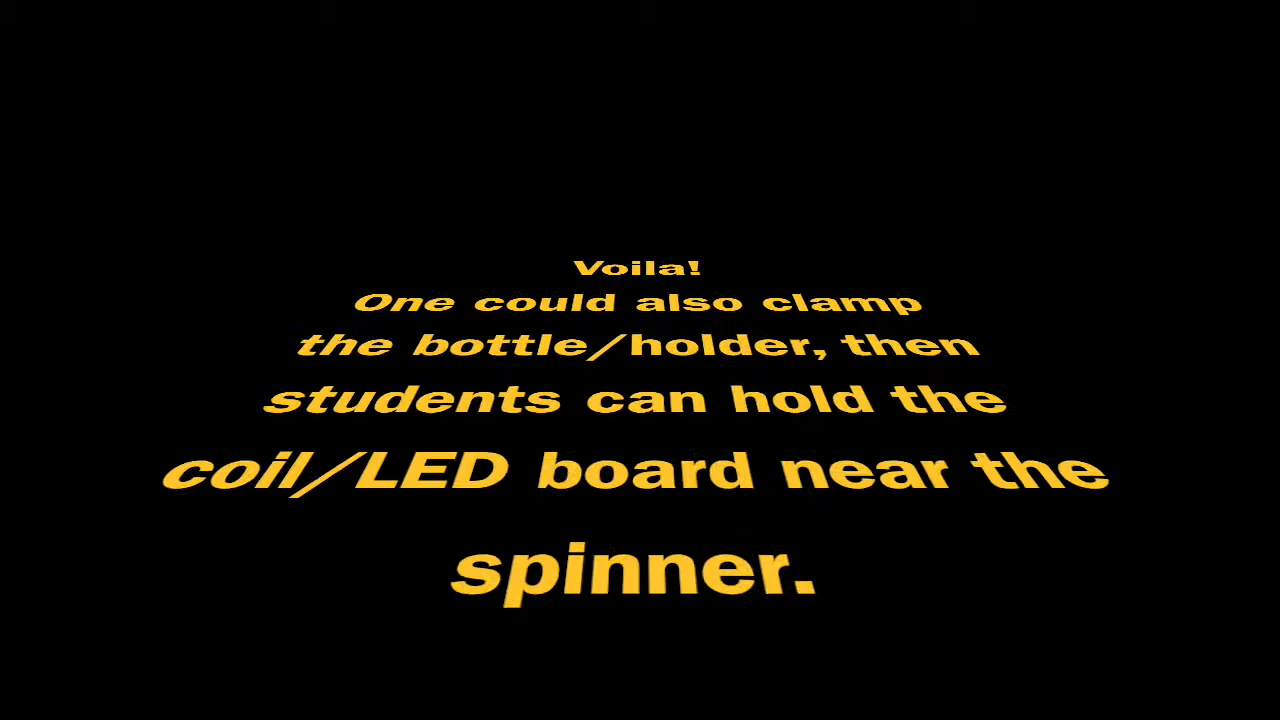 Voila!
One could also clamp
the bottle/holder, then
students can hold the
coil/LED board near the
spinner.